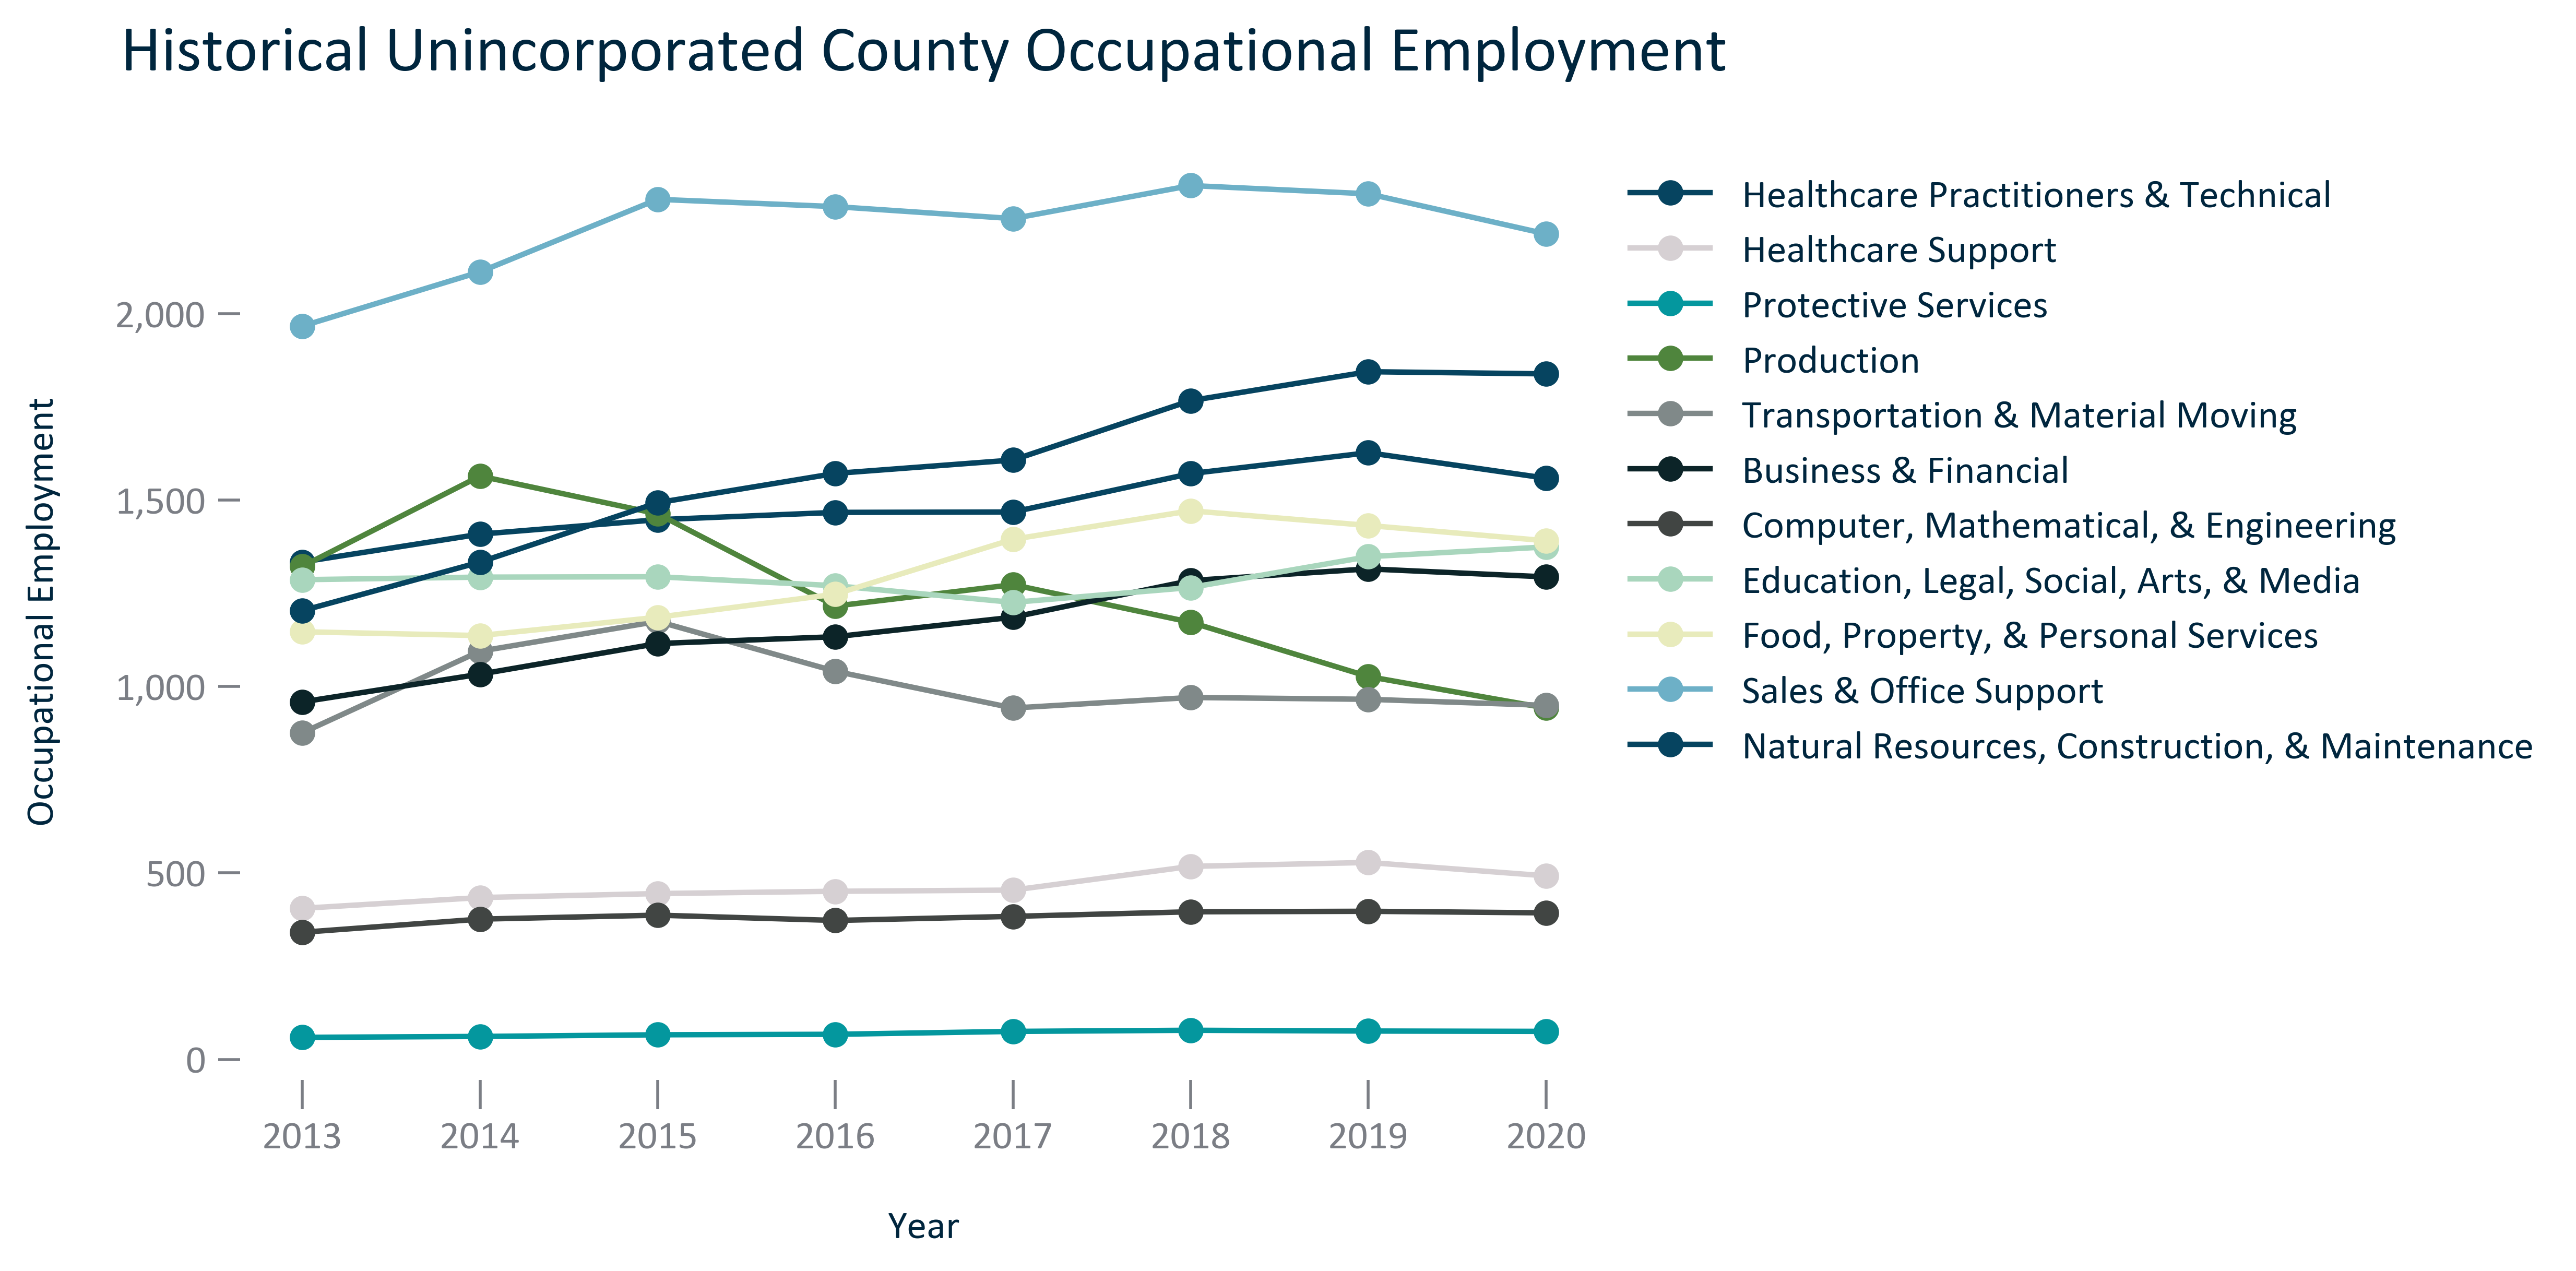 Historical Unincorporated County Occupational Employment
Occupational Employment
2,000
1,500
1,000
500
0
2013
2014
2015
2016
2017
2018
2019
2020
Year
Healthcare Practitioners & Technical
Healthcare Support
Protective Services
Production
Transportation & Material Moving
Business & Financial
Computer, Mathematical, & Engineering
Education, Legal, Social, Arts, & Media
Food, Property, & Personal Services
Sales & Office Support
Natural Resources, Construction, & Maintenance